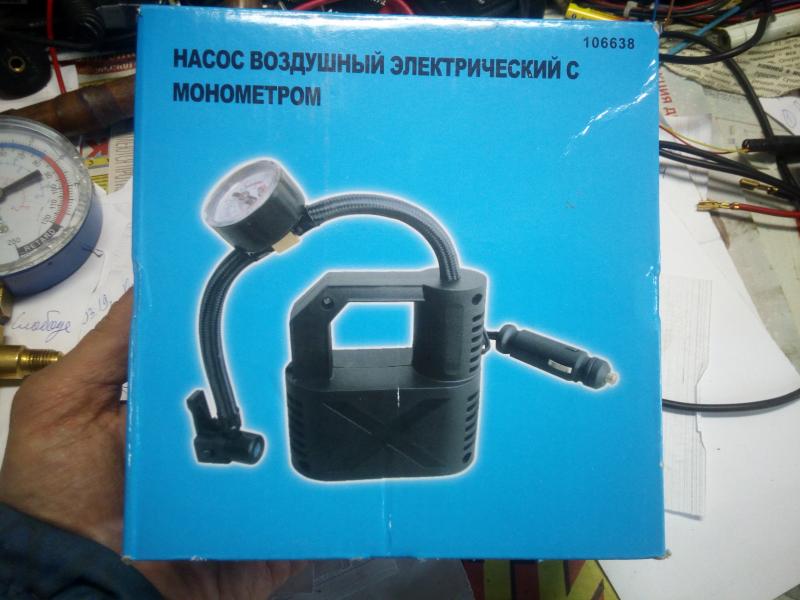 106638
НАСОС ВОЗДУШНЫЙ ЭЛЕКТРИЧЕСКИЙ С
МОНОМЕТРОМ